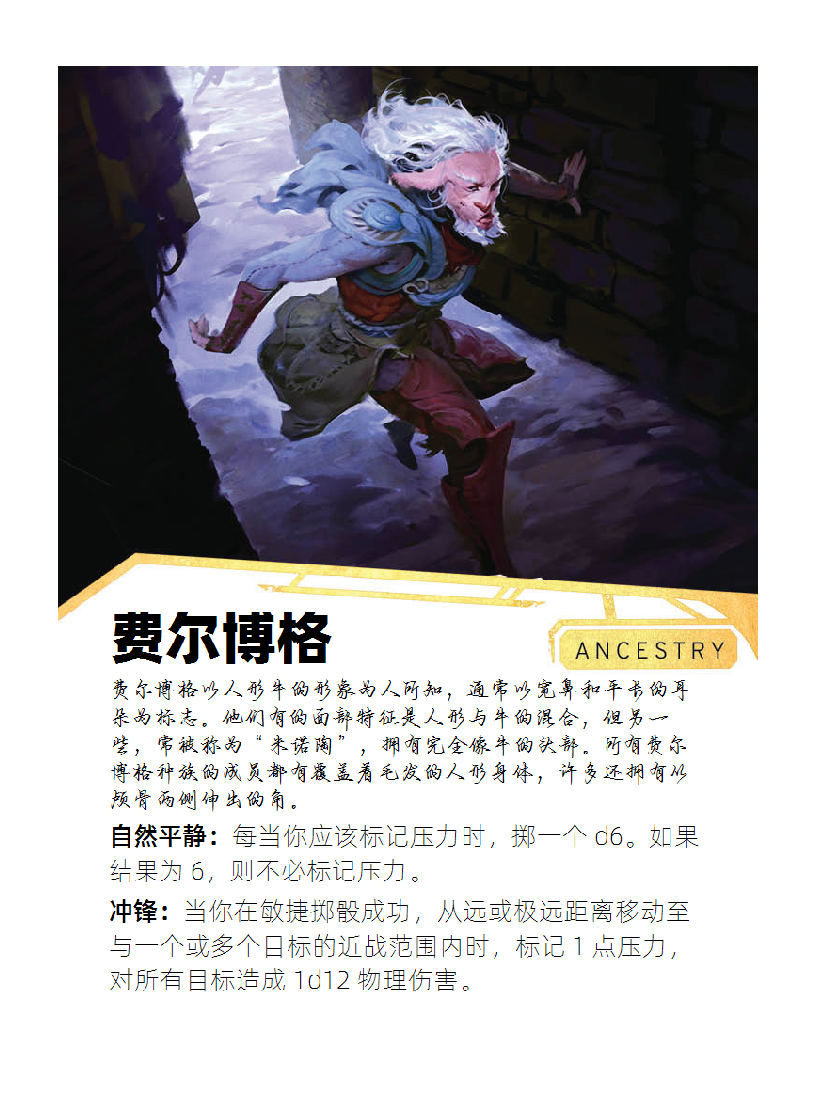 费尔博格
ANCESTRY
费尔博格以人形牛的形象为人所知，通常以宽鼻和平长的耳
朵为标志。他们有的面部特征是人形与牛的混合，但另一
些，常被称为“米诺陶”，拥有完全像牛的头部。所有费尔
博格种族的成员都有覆盖着毛发的人形身体，许多还拥有从
颅骨两侧伸出的角。
自然平静：每当你应该标记压力时，掷一个 d6。如果
结果为 6，则不必标记压力。
冲锋：当你在敏捷掷骰成功，从远或极远距离移动至
与一个或多个目标的近战范围内时，标记 1 点压力，
对所有目标造成 1d12 物理伤害。